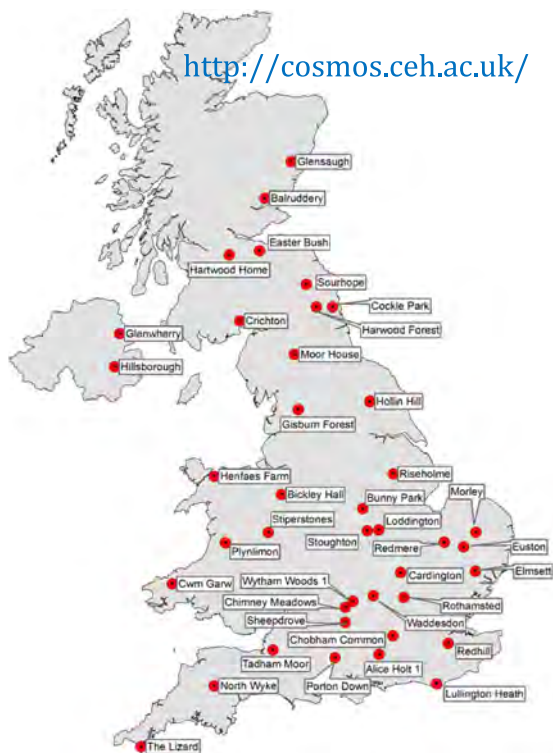 http://cosmos.ceh.ac.uk/
Glensaugh
Balruddery
Easter Bush
Hartwood Home
Sourhope
Cockle Park
Crichton
Harwood Forest
Glenwherry
Moor House
Hillsborough
Hollin Hill
Gisburn Forest
Henfaes Farm
Riseholme
Bickley Hall
Bunny Park
Morley
Stiperstones
Loddington
Stoughton
Plynlimon
Redmere
Euston
Cardington
Elmsett
Cwm Garw
Wytham Woods 1
Chimney Meadows
Rothamsted
Sheepdrove
Waddesdon
Chobham Common
Redhill
Tadham Moor
Alice Holt 1
North Wyke
Porton Down
Lullington Heath
The Lizard